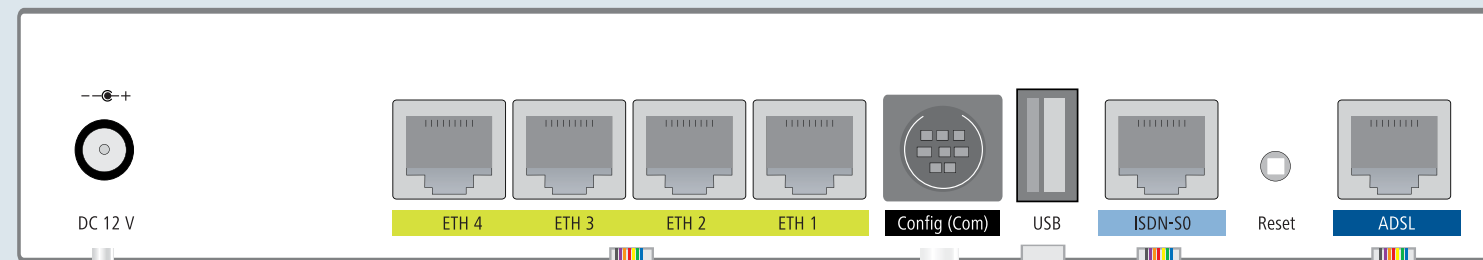 DC 12 V
ETH 4
ETH 3
ETH 2
ETH 1
Config (Com)
USB
ISDN-S0
Reset
ADSL